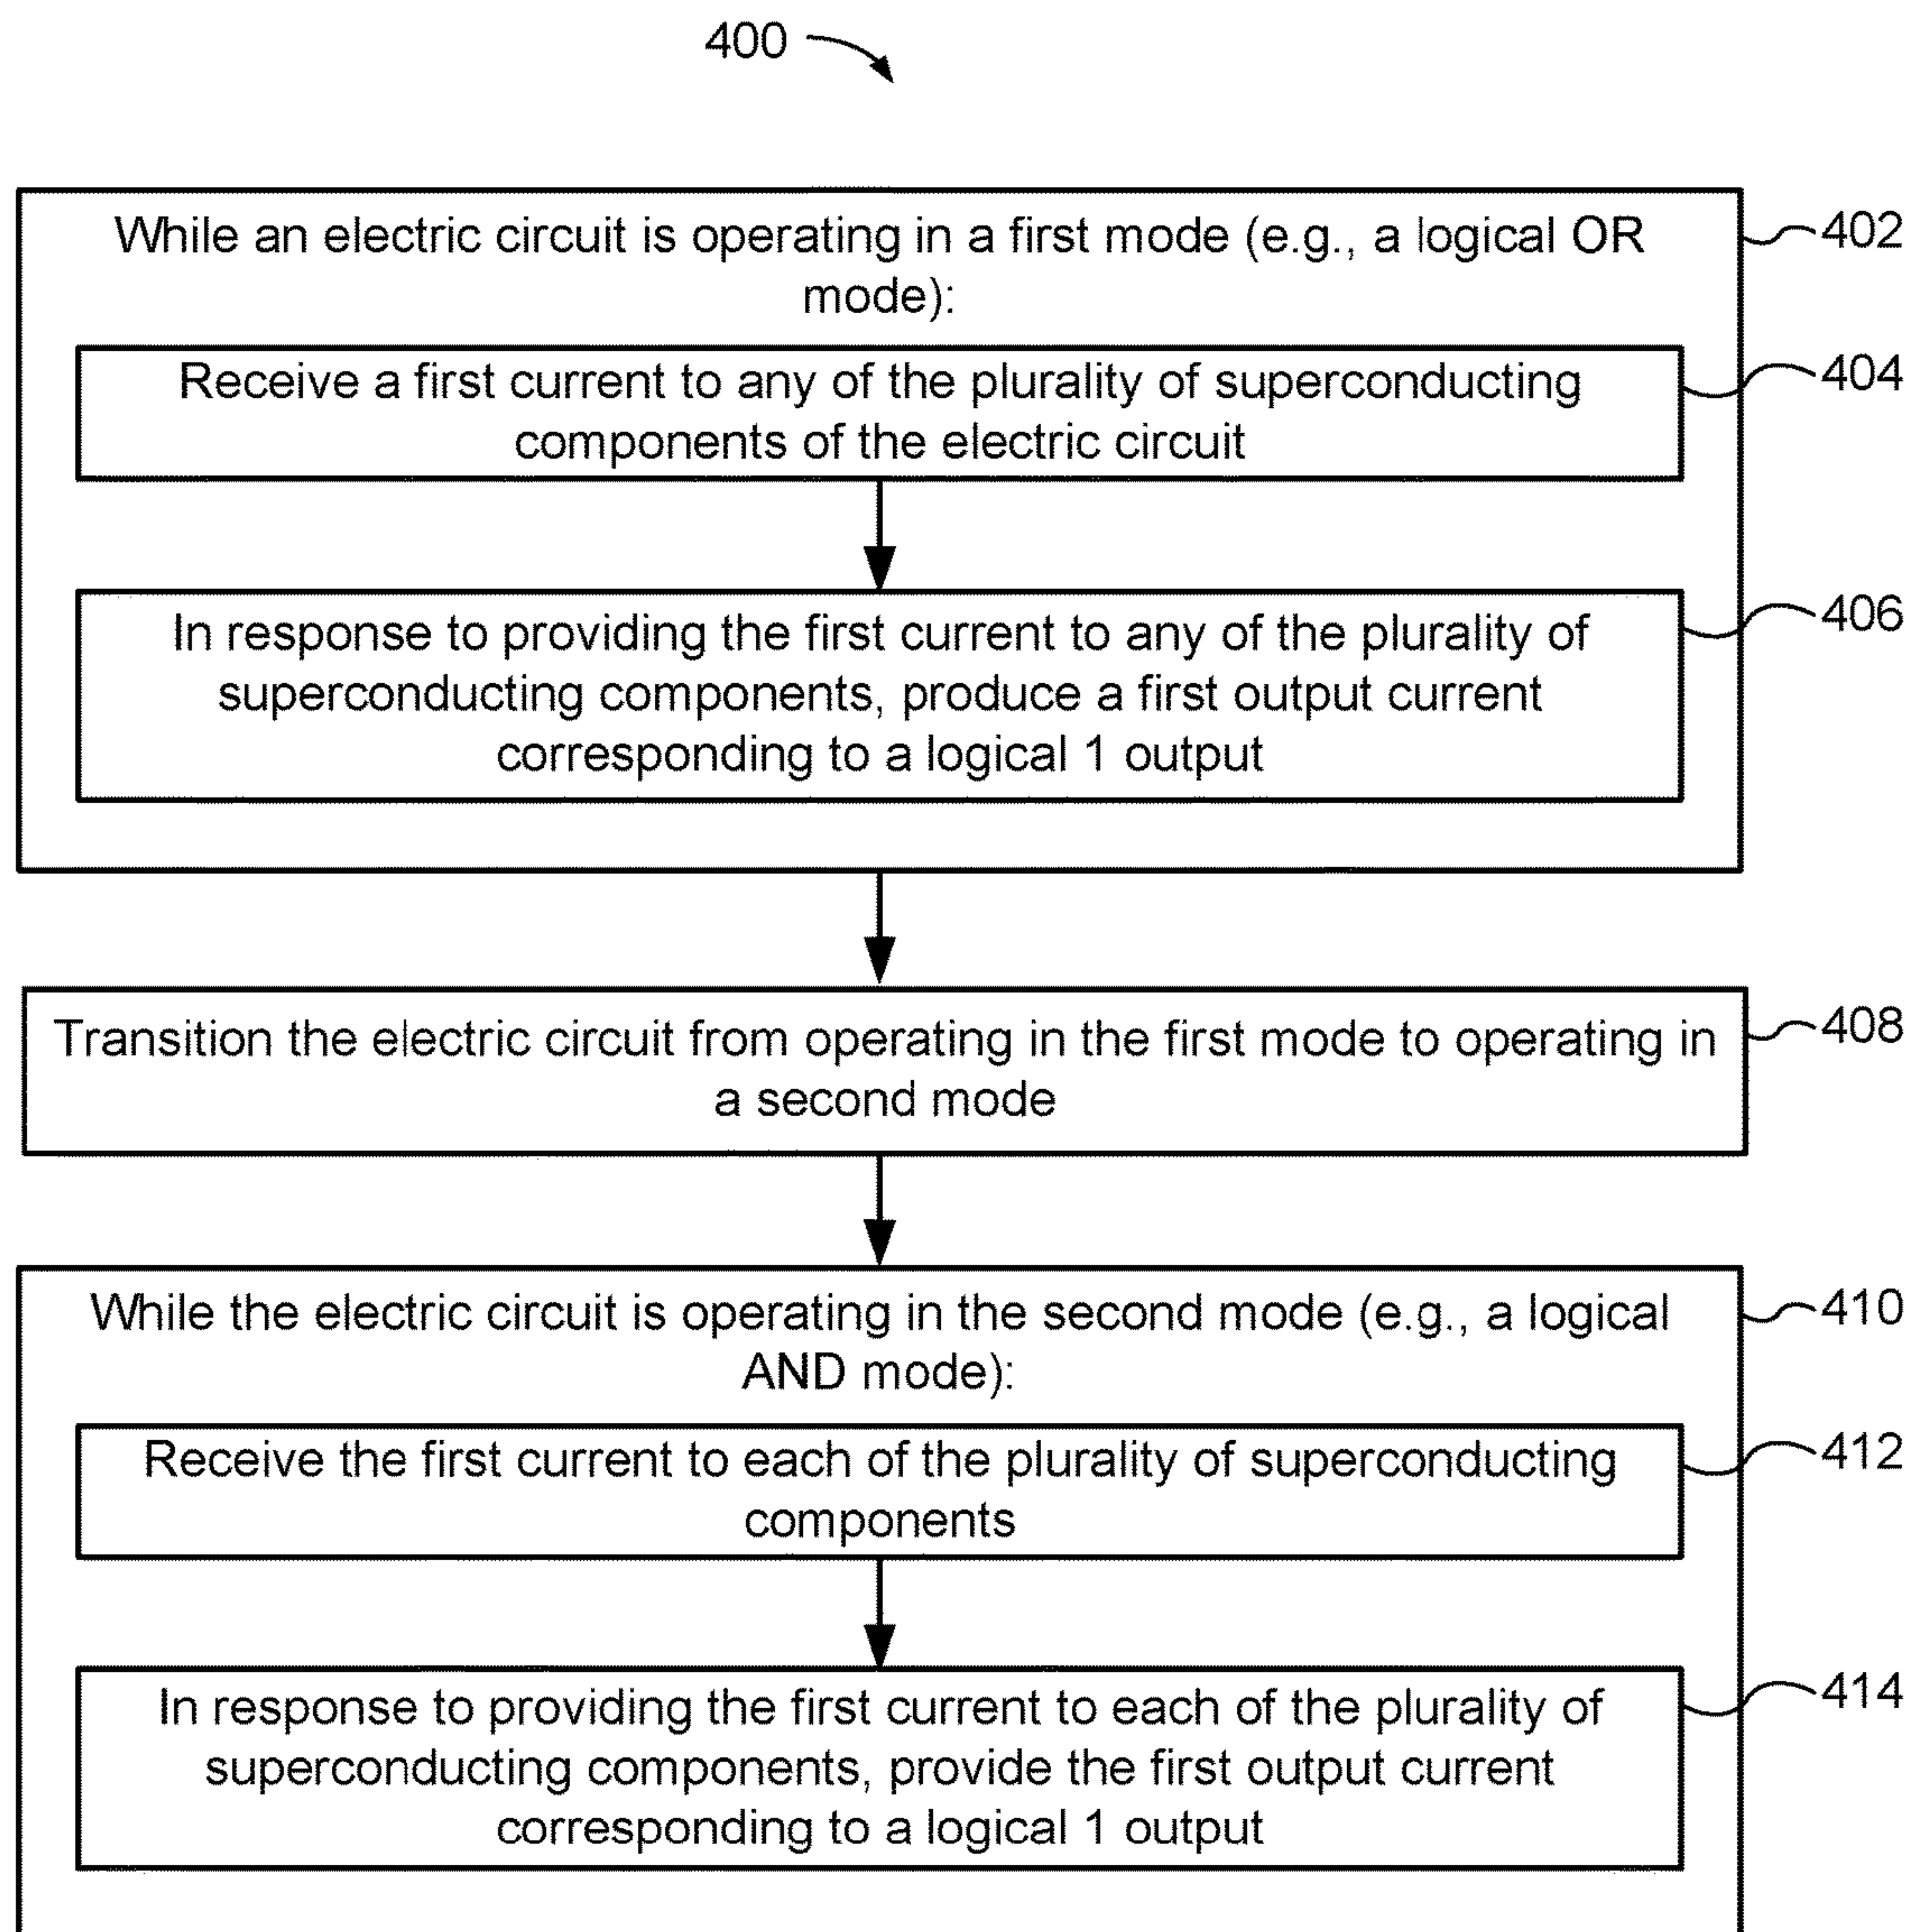 400
While an electric circuit is operating in a first mode (e.g., a logical OR
mode):
402
Receive a first current to any of the plurality of superconducting
components of the electric circuit
404
In response to providing the first current to any of the plurality of
superconducting components, produce a first output current
corresponding to a logical 1 output
406
Transition the electric circuit from operating in the first mode to operating in
a second mode
408
While the electric circuit is operating in the second mode (e.g., a logical
AND mode):
410
Receive the first current to each of the plurality of superconducting
components
412
In response to providing the first current to each of the plurality of
superconducting components, provide the first output current
corresponding to a logical 1 output
414